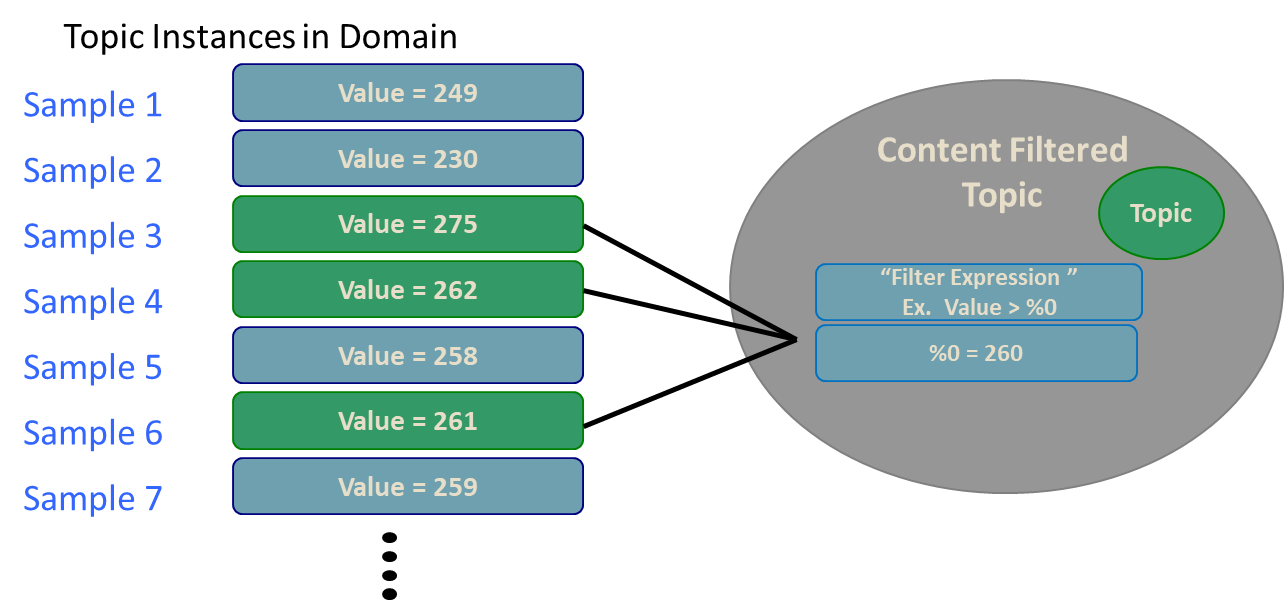 Topic Instances in Domain
Sample 1
Value = 249
Sample 2
Value = 230
Sample 3
Value = 275
Sample 4
Value = 262
Sample 5
Value = 258
Sample 6
Value = 261
Sample 7
Value = 259
Content Filtered
Topic
Topic
“Filter Expression ”
Ex.  Value > %0
%0 = 260